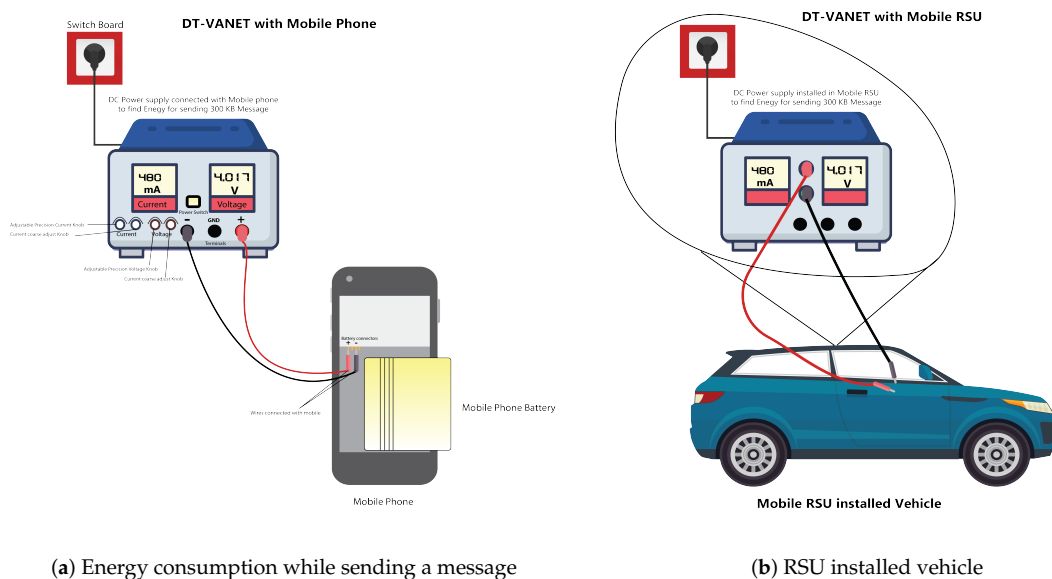 DT-VANET with Mobile Phone
Switch Board
DC Power supply connected with Mobile phone
to find Enegy for sending 300 KB Message
480
mA
Current
4.017
V
Voltage
Power Switch
-
GND
+
Terminals
Current
Voltage
Adjustable Precision Current Knob
Current coarse adjust Knob
Adjustable Precision Voltage Knob
Current coarse adjust Knob
Battery connectors
+ -
Wires connected with mobile
Mobile Phone Battery
Mobile Phone
(a) Energy consumption while sending a message
DT-VANET with Mobile RSU
DC Power supply installed in Mobile RSU
to find Enegy for sending 300 KB Message
480
mA
4.017
V
Mobile RSU installed Vehicle
(b) RSU installed vehicle